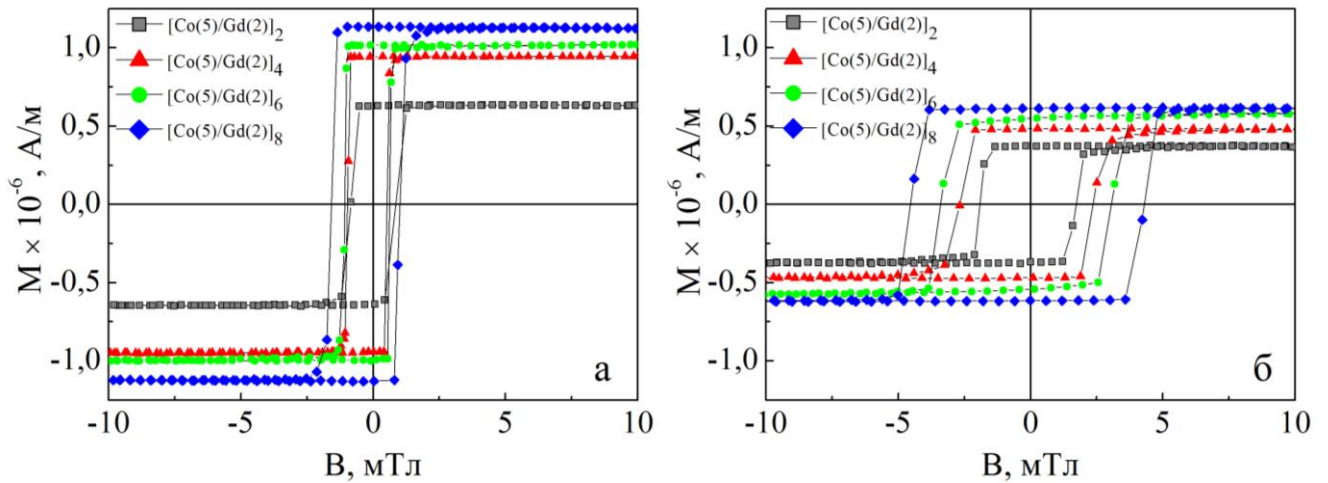 M × 10⁻⁶, А/м
1,0
0,5
0,0
-0,5
-1,0
[Co(5)/Gd(2)]₂
[Co(5)/Gd(2)]₄
[Co(5)/Gd(2)]₆
[Co(5)/Gd(2)]₈
а
-10 -5 0 5 10
В, мТл
M × 10⁻⁶, А/м
1,0
0,5
0,0
-0,5
-1,0
[Co(5)/Gd(2)]₂
[Co(5)/Gd(2)]₄
[Co(5)/Gd(2)]₆
[Co(5)/Gd(2)]₈
б
-10 -5 0 5 10
В, мТл